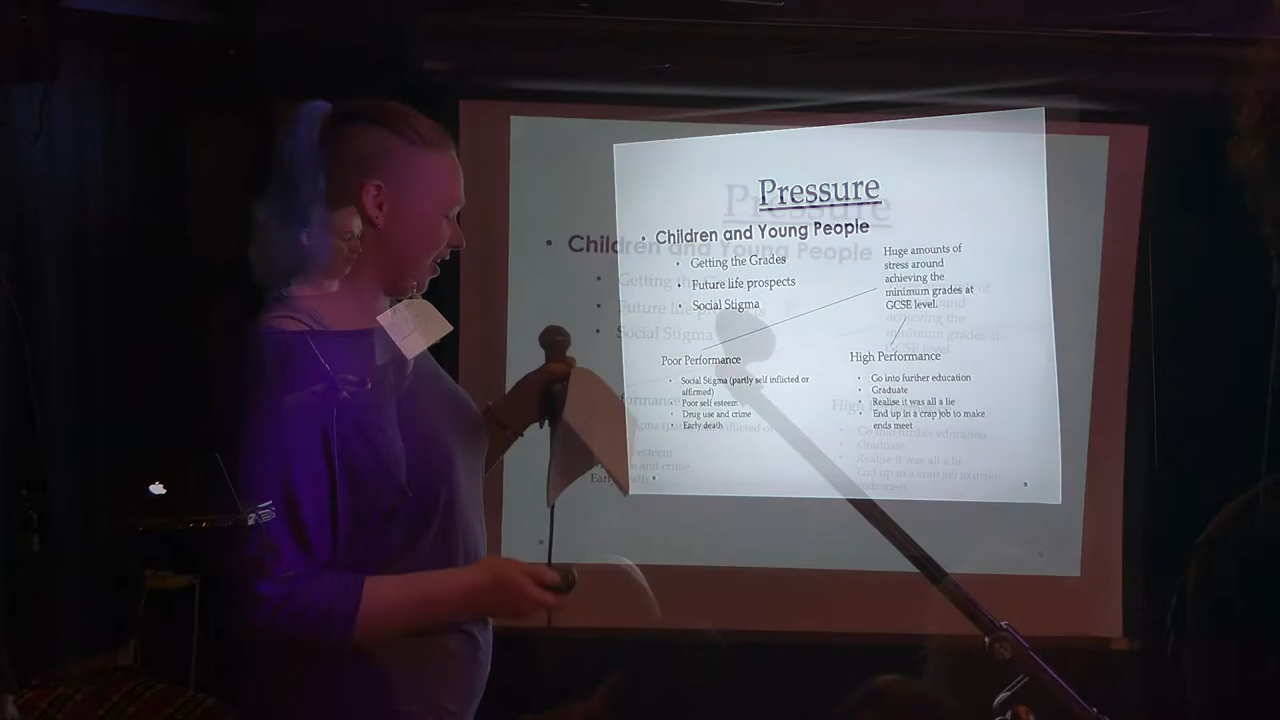 Pressure
• Children and Young People
• Getting the Grades
• Future life prospects
• Social Stigma
Huge amounts of
stress around
achieving the
minimum grades at
GCSE level.
Poor Performance
• Social Stigma (partly self inflicted or
affirmed)
• Poor self esteem
• Drug use and crime
• Early death
High Performance
• Go into further education
• Graduate
• Realise it was all a lie
• End up in a crap job to make
ends meet